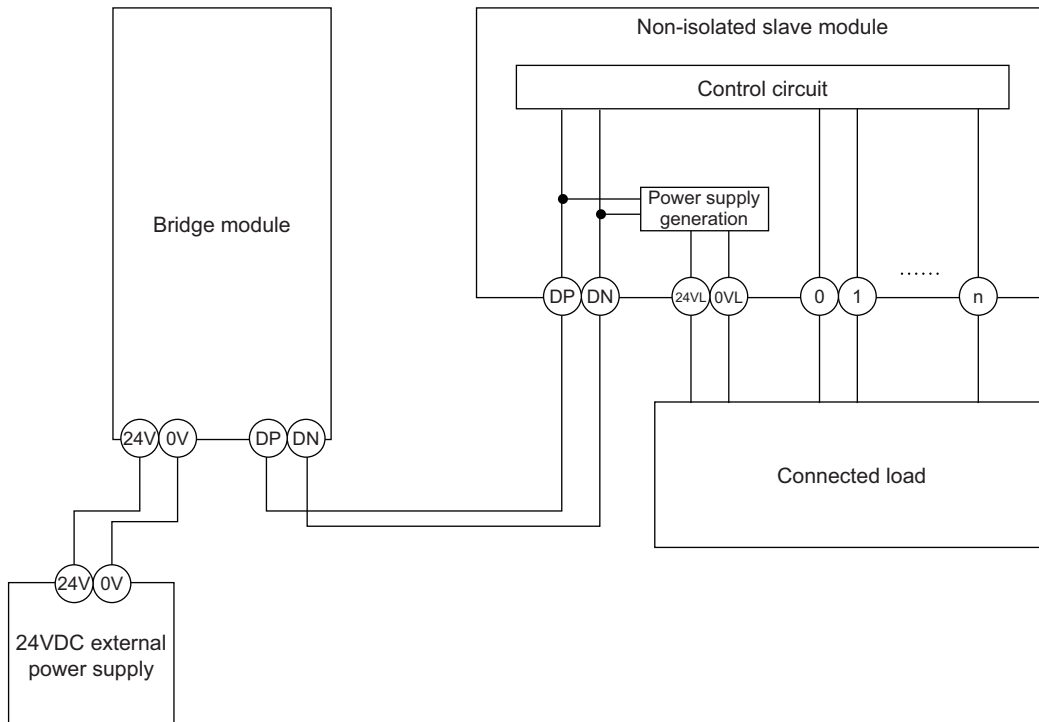 Non-isolated slave module
Control circuit
Bridge module
Power supply
generation
DP DN 24VL 0VL 0 1 ...... n
24V 0V DP DN
Connected load
24V 0V
24VDC external
power supply